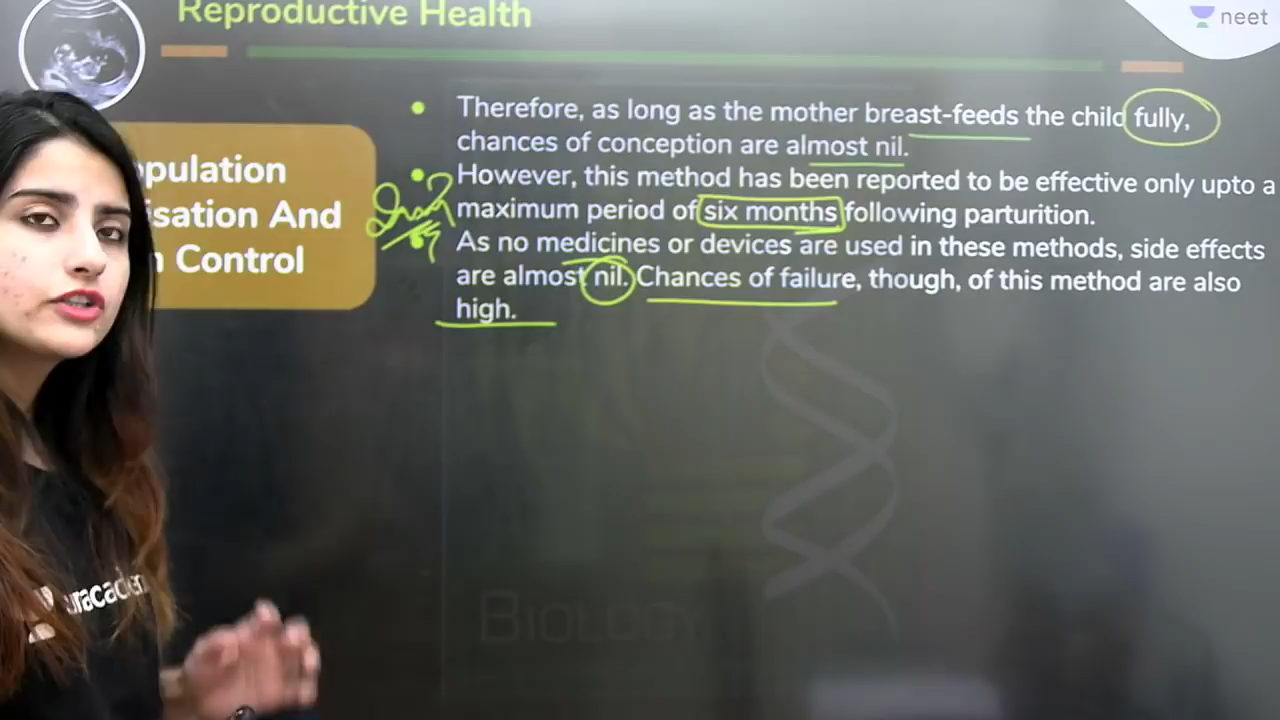 Reproductive Health
neet
opulation
isation And
Control
Therefore, as long as the mother breast-feeds the child fully,
chances of conception are almost nil.
However, this method has been reported to be effective only upto a
maximum period of six months following parturition.
As no medicines or devices are used in these methods, side effects
are almost nil. Chances of failure, though, of this method are also
high.
BIOLOGY